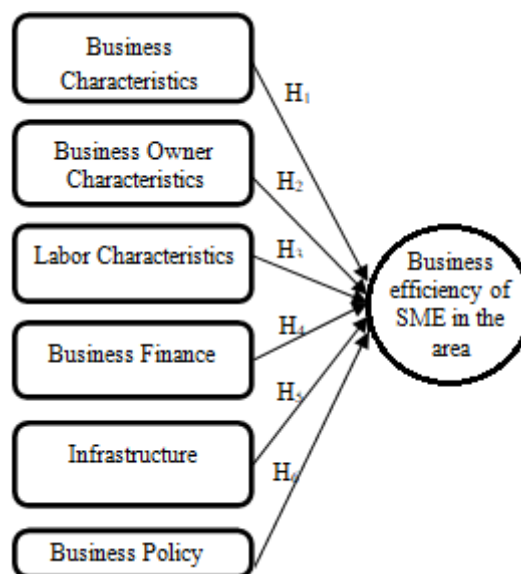 Business
Characteristics
H1
Business Owner
Characteristics
H2
Labor Characteristics
H3
Business
efficiency of
SME in the
area
Business Finance
H4
Infrastructure
H5
Business Policy
H6